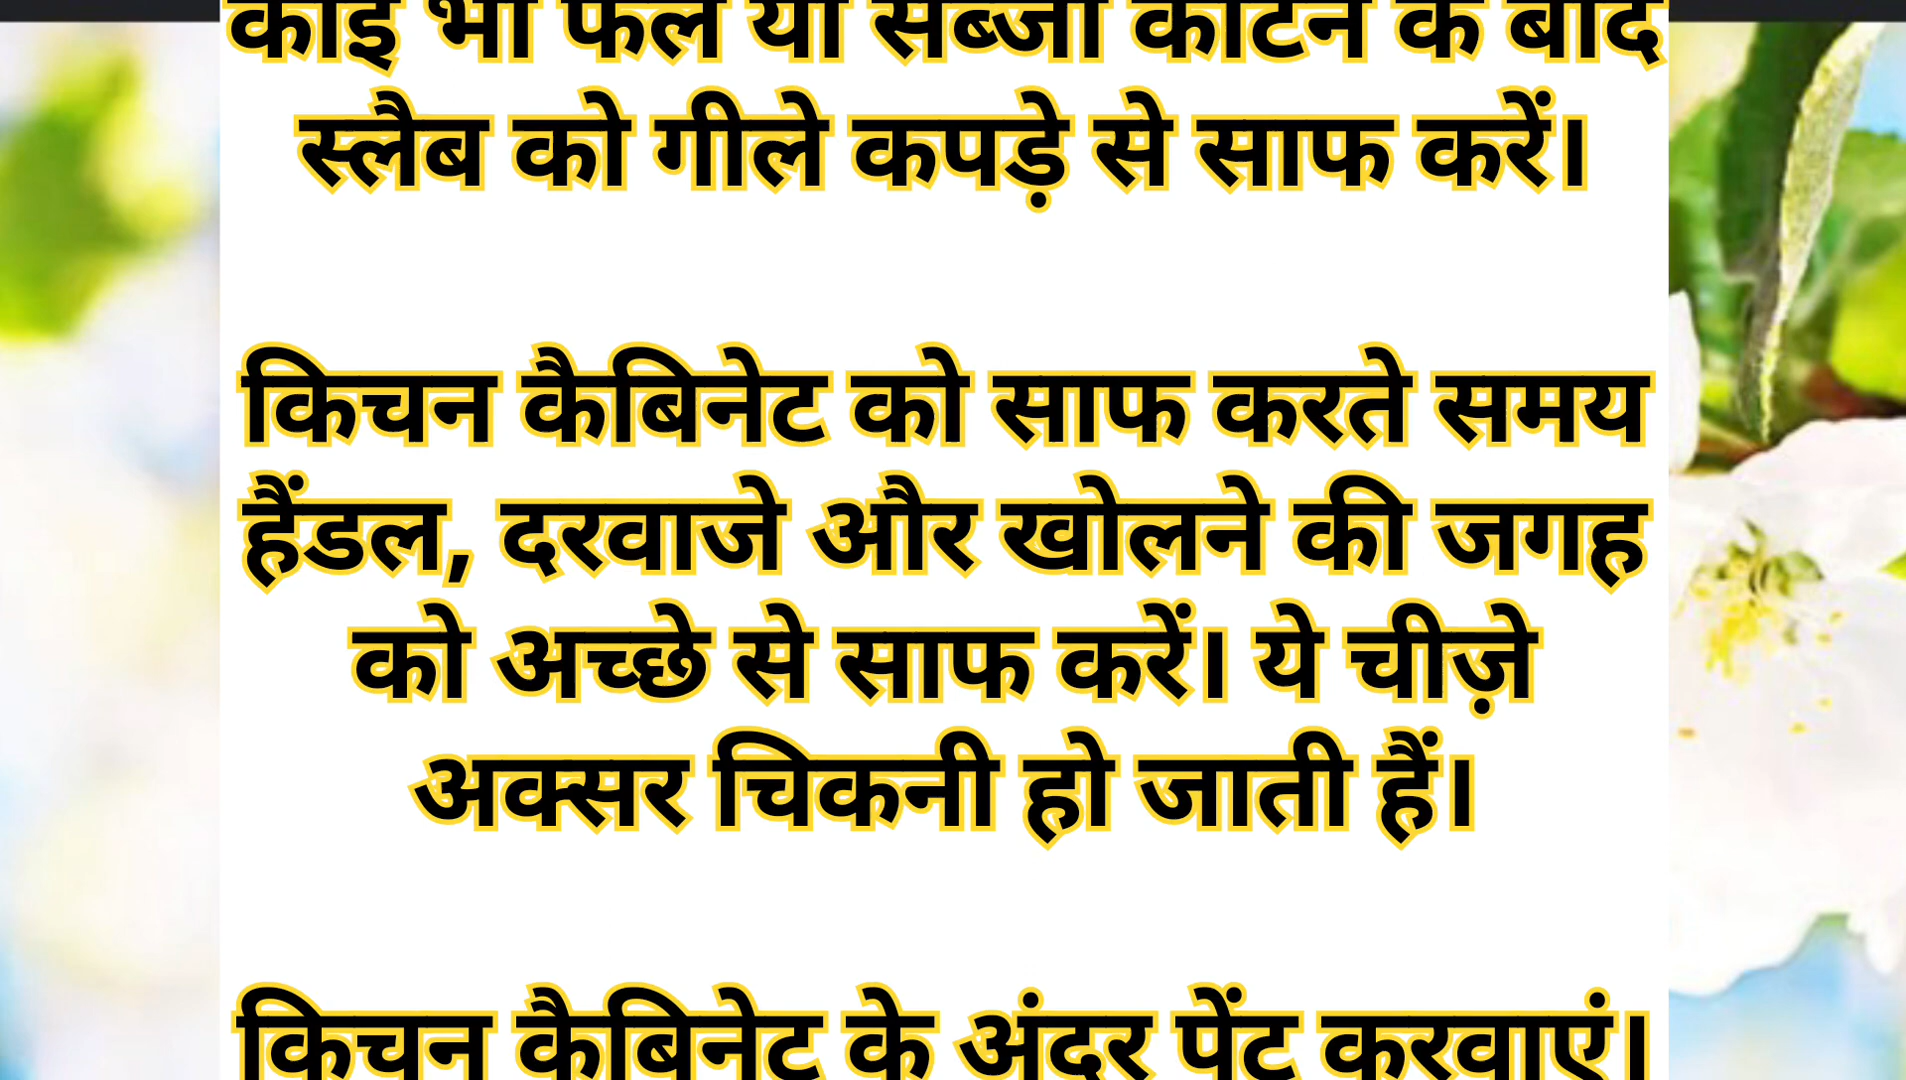 कोई भी फल या सब्जी काटने के बाद
स्लैब को गीले कपड़े से साफ करें।
किचन कैबिनेट को साफ करते समय
हैंडल, दरवाजे और खोलने की जगह
को अच्छे से साफ करें। ये चीज़े
अक्सर चिकनी हो जाती हैं।
किचन कैबिनेट के अंदर पेंट करवाएं।